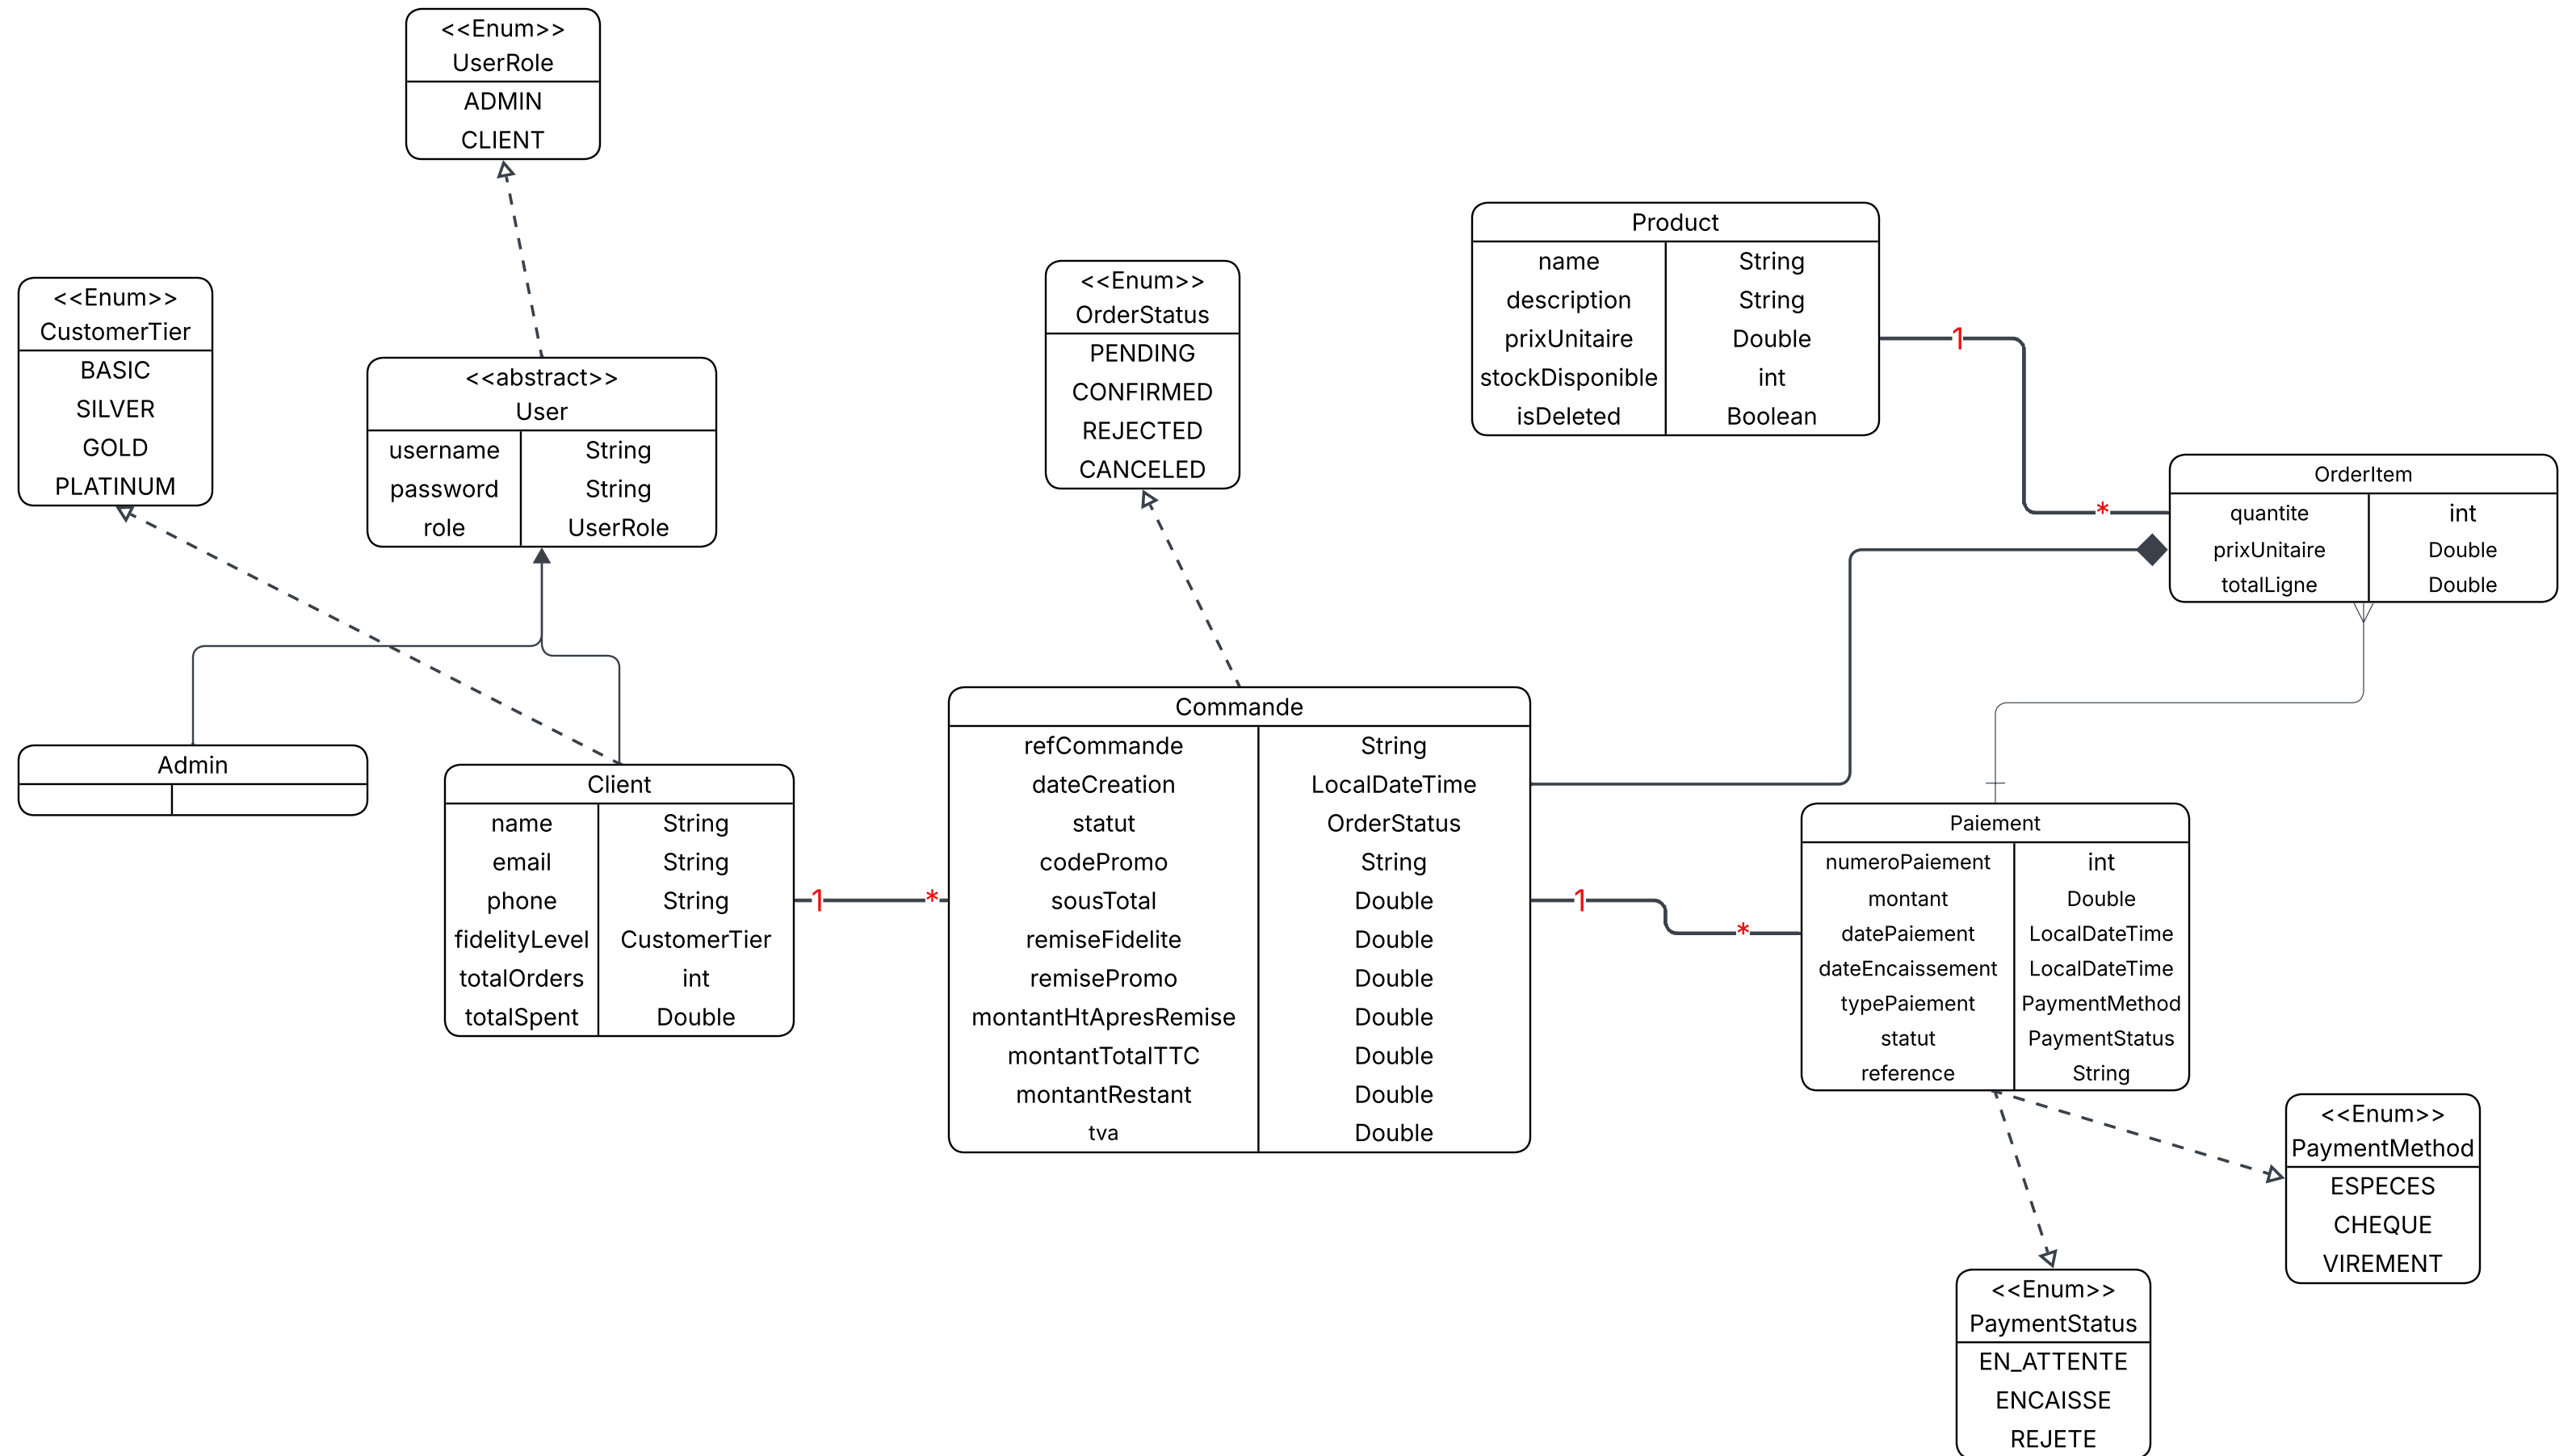 <<Enum>>
UserRole
ADMIN
CLIENT
<<Enum>>
CustomerTier
BASIC
SILVER
GOLD
PLATINUM
<<abstract>>
User
username String
password String
role UserRole
<<Enum>>
OrderStatus
PENDING
CONFIRMED
REJECTED
CANCELED
Product
name String
description String
prixUnitaire Double
stockDisponible int
isDeleted Boolean
1
*
OrderItem
quantite int
prixUnitaire Double
totalLigne Double
Admin
Client
name String
email String
phone String
fidelityLevel CustomerTier
totalOrders int
totalSpent Double
1
*
Commande
refCommande String
dateCreation LocalDateTime
statut OrderStatus
codePromo String
sousTotal Double
remiseFidelite Double
remisePromo Double
montantHtApresRemise Double
montantTotalTTC Double
montantRestant Double
tva Double
1
*
Paiement
numeroPaiement int
montant Double
datePaiement LocalDateTime
dateEncaissement LocalDateTime
typePaiement PaymentMethod
statut PaymentStatus
reference String
<<Enum>>
PaymentMethod
ESPECES
CHEQUE
VIREMENT
<<Enum>>
PaymentStatus
EN_ATTENTE
ENCAISSE
REJETE